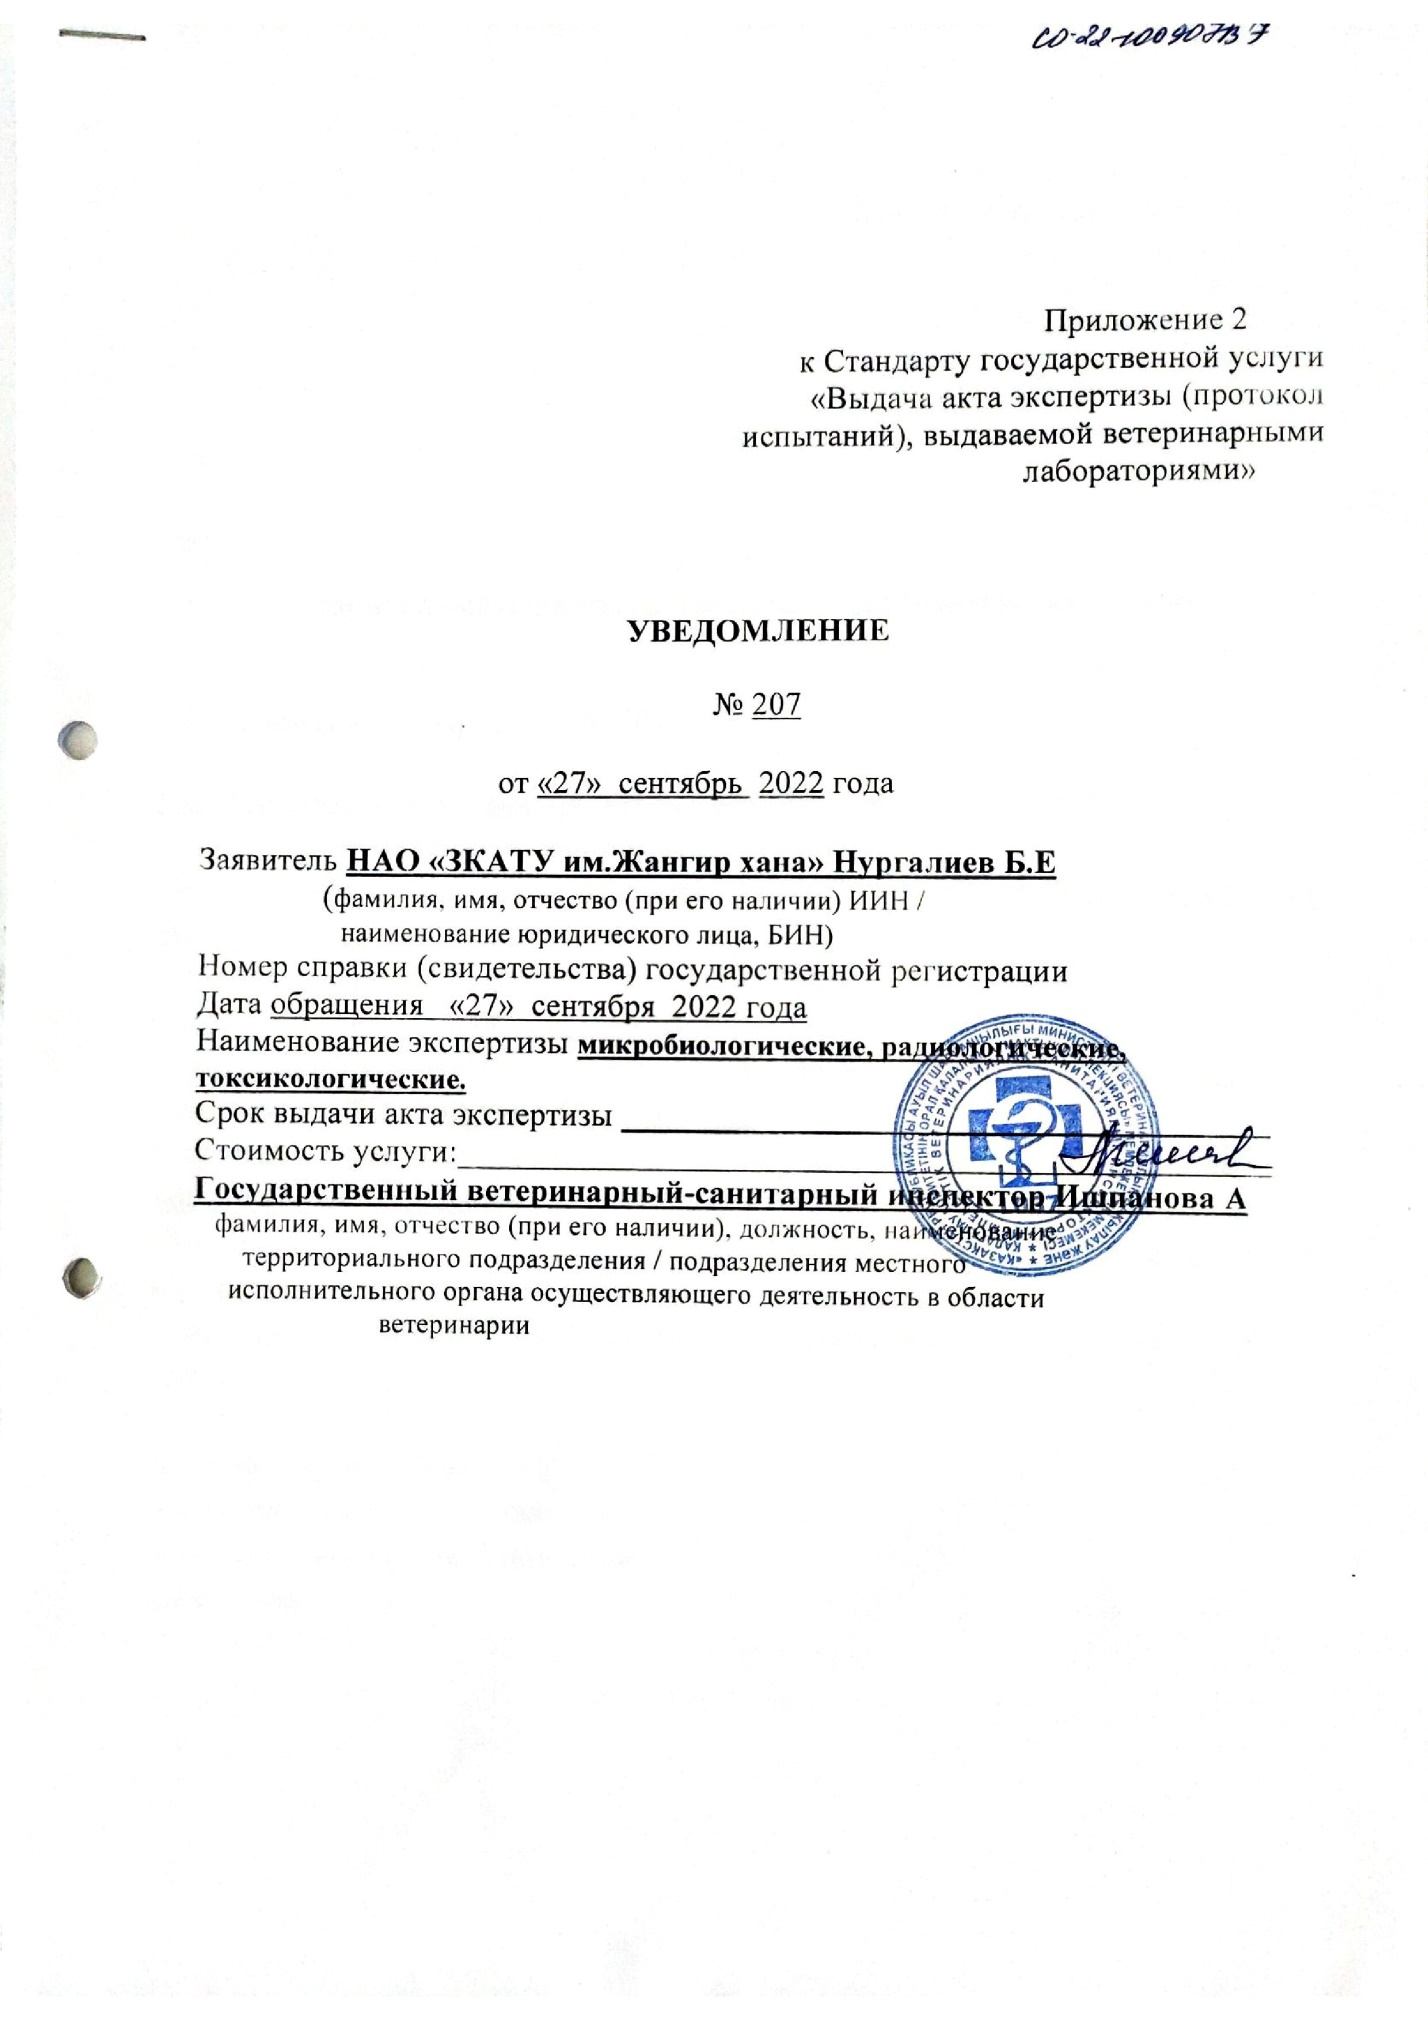 Приложение 2
к Стандарту государственной услуги
«Выдача акта экспертизы (протокол
испытаний), выдаваемой ветеринарными
лабораториями»
УВЕДОМЛЕНИЕ
№ 207
от «27» сентябрь 2022 года
Заявитель НАО «ЗКАТУ им.Жангир хана» Нургалиев Б.Е
(фамилия, имя, отчество (при его наличии) ИИН /
наименование юридического лица, БИН)
Номер справки (свидетельства) государственной регистрации
Дата обращения «27» сентября 2022 года
Наименование экспертизы микробиологические, радиологические,
токсикологические.
Срок выдачи акта экспертизы
Стоимость услуги:
Государственный ветеринарный-санитарный инспектор Ишпанова А
фамилия, имя, отчество (при его наличии), должность, наименование
территориального подразделения / подразделения местного
исполнительного органа осуществляющего деятельность в области
ветеринарии